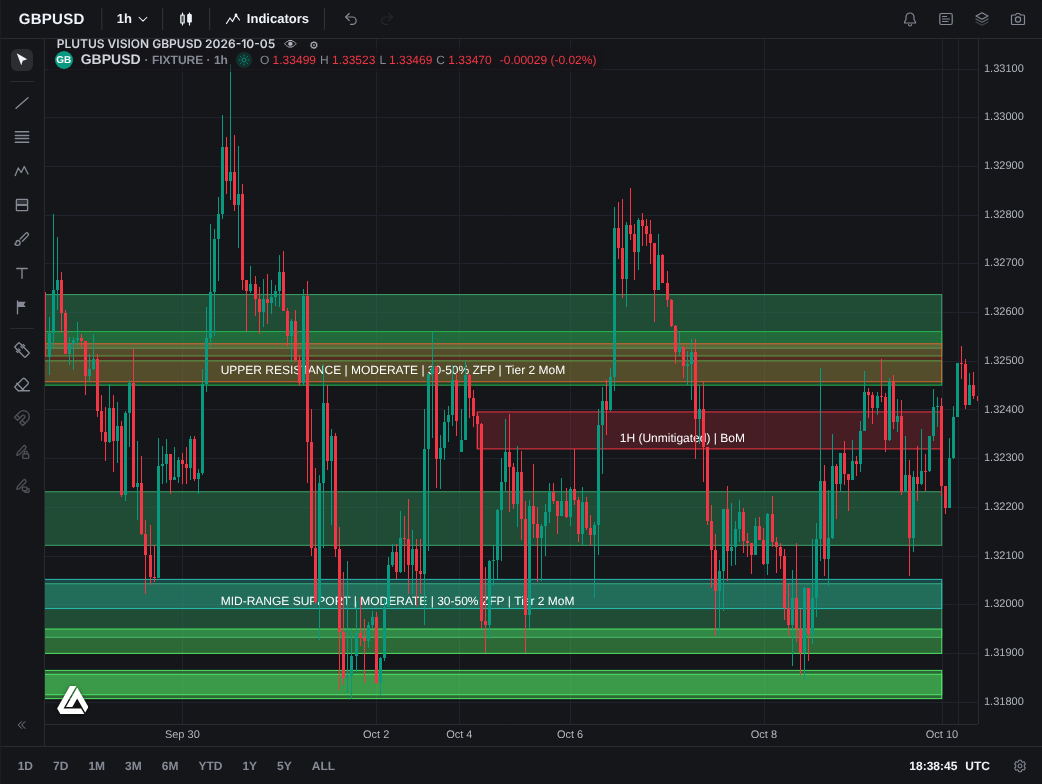 GBPUSD 1h Indicators
PLUTUS VISION GBPUSD 2026-10-05
GB GBPUSD · FIXTURE · 1h O 1.33499 H 1.33523 L 1.33469 C 1.33470 -0.00029 (-0.02%)
1.33100
1.33000
1.32900
1.32800
1.32700
1.32600
1.32500
UPPER RESISTANCE | MODERATE | 30-50% ZFP | Tier 2 MoM
1.32400
1H (Unmitigated) | BoM
1.32300
1.32200
1.32100
MID-RANGE SUPPORT | MODERATE | 30-50% ZFP | Tier 2 MoM
1.32000
1.31900
1.31800
Sep 30 Oct 2 Oct 4 Oct 6 Oct 8 Oct 10
1D 7D 1M 3M 6M YTD 1Y 5Y ALL 18:38:45 UTC